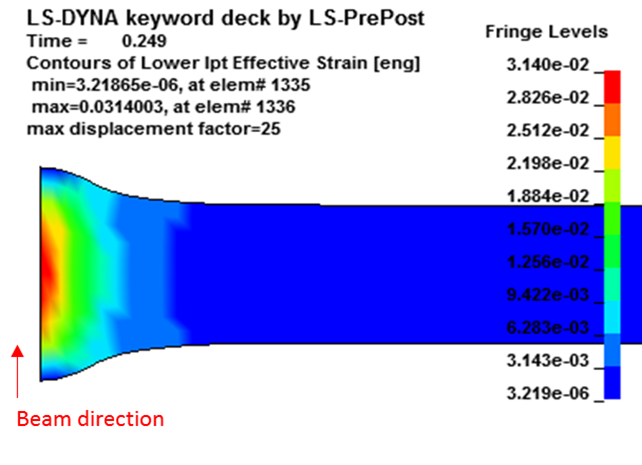 LS-DYNA keyword deck by LS-PrePost
Time =     0.249
Contours of Lower Ipt Effective Strain [eng]
min=3.21865e-06, at elem# 1335
max=0.0314003, at elem# 1336
max displacement factor=25
Fringe Levels
3.140e-02
2.826e-02
2.512e-02
2.198e-02
1.884e-02
1.570e-02
1.256e-02
9.422e-03
6.283e-03
3.143e-03
3.219e-06
Beam direction